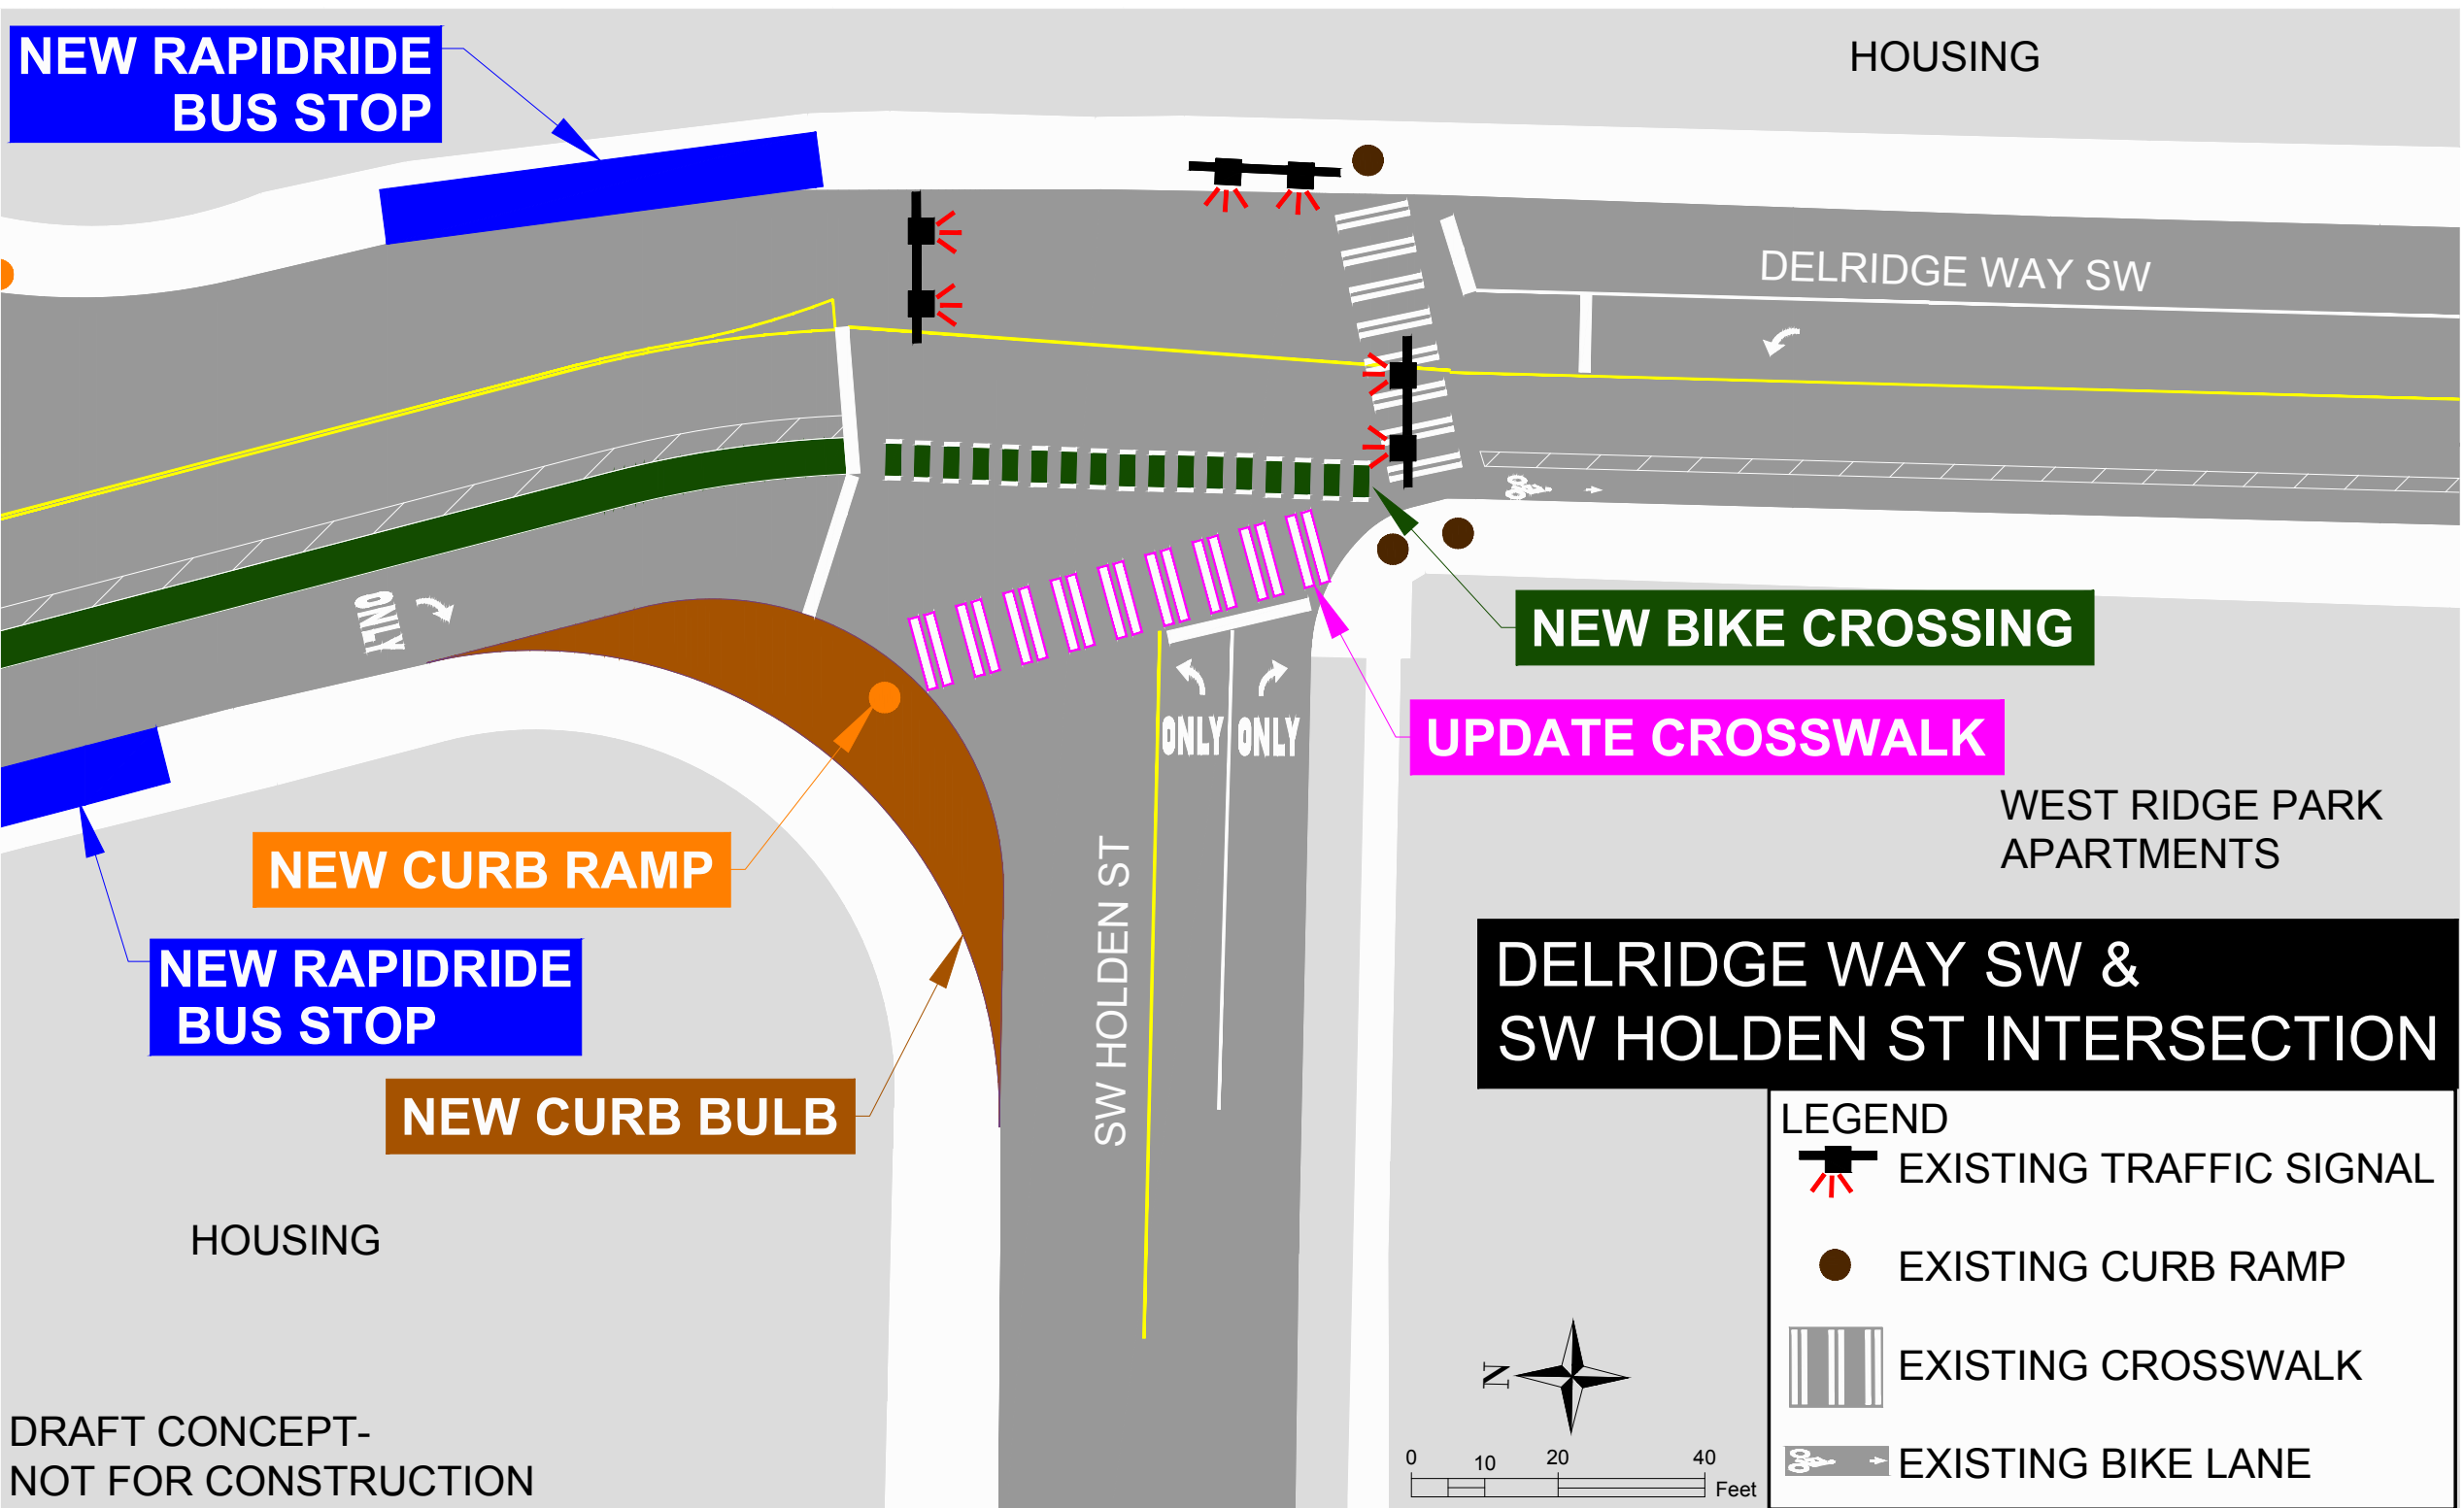 NEW RAPIDRIDE
BUS STOP
HOUSING
DELRIDGE WAY SW
ONLY
NEW BIKE CROSSING
UPDATE CROSSWALK
ONLY ONLY
WEST RIDGE PARK
APARTMENTS
NEW CURB RAMP
SW HOLDEN ST
NEW RAPIDRIDE
BUS STOP
NEW CURB BULB
DELRIDGE WAY SW &
SW HOLDEN ST INTERSECTION
HOUSING
LEGEND
EXISTING TRAFFIC SIGNAL
EXISTING CURB RAMP
EXISTING CROSSWALK
EXISTING BIKE LANE
N
0 10 20 40
Feet
DRAFT CONCEPT-
NOT FOR CONSTRUCTION